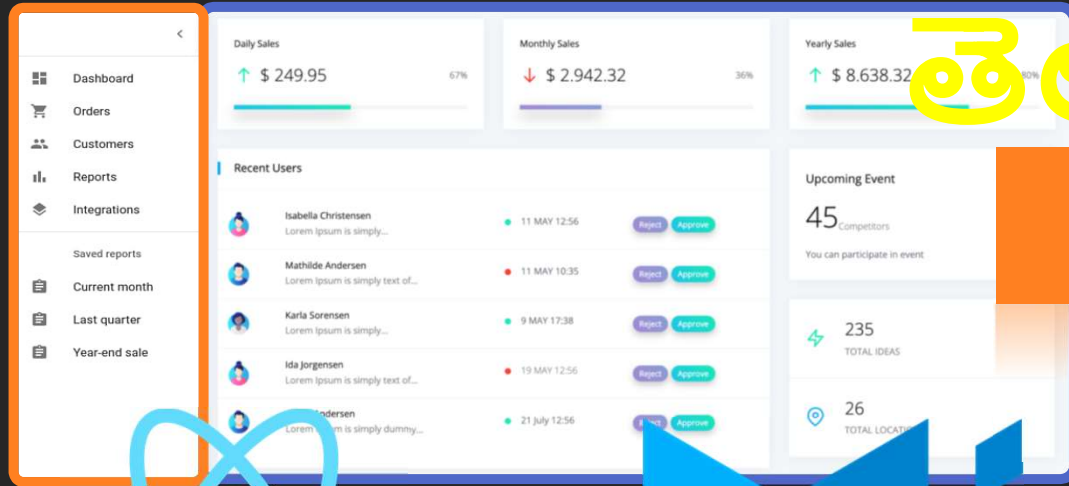 Dashboard
Orders
Customers
Reports
Integrations
Saved reports
Current month
Last quarter
Year-end sale
Daily Sales
$ 249.95
67%
Monthly Sales
$ 2.942.32
36%
Yearly Sales
$ 8.638.32
80%
తె
Recent Users
Isabella Christensen
Lorem Ipsum is simply...
11 MAY 12:56
Reject Approve
Mathilde Andersen
Lorem Ipsum is simply text of...
11 MAY 10:35
Reject Approve
Karla Sorensen
Lorem Ipsum is simply...
9 MAY 17:38
Reject Approve
Ida Jorgensen
Lorem Ipsum is simply text of...
19 MAY 12:56
Reject Approve
Andersen
Lorem Ipsum is simply dummy...
21 July 12:56
Approve
Upcoming Event
45 Competitors
You can participate in event
235
TOTAL IDEAS
26
TOTAL